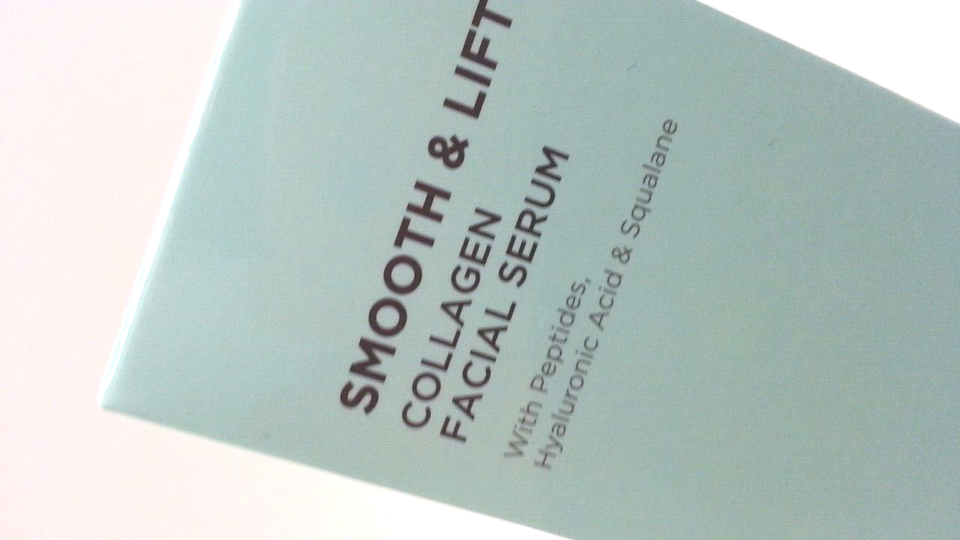 SMOOTH & LIFT
COLLAGEN
FACIAL SERUM
With Peptides,
Hyaluronic Acid & Squalane